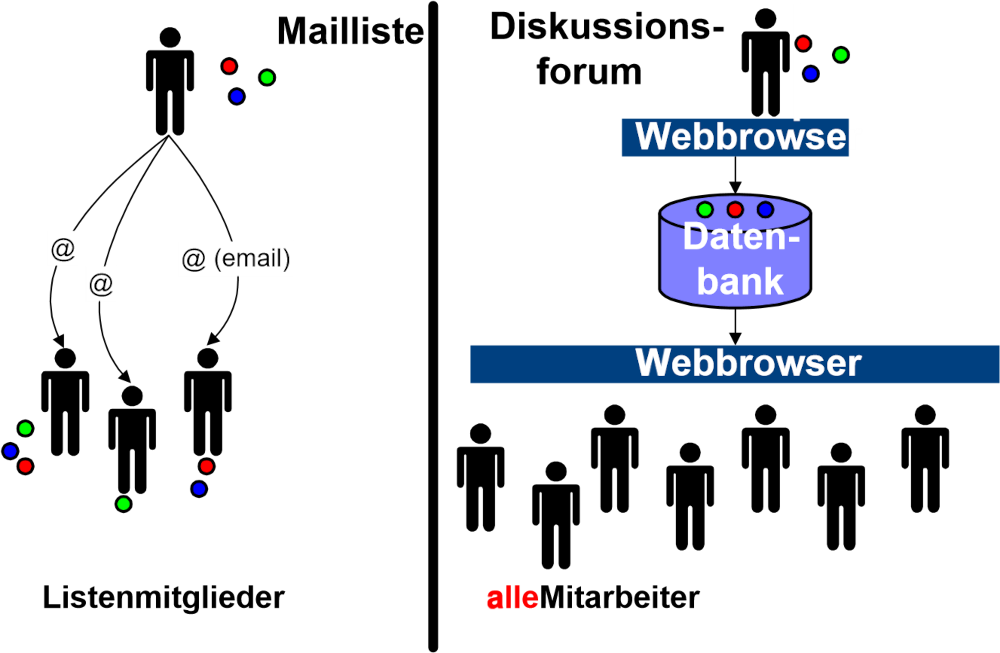 Mailliste
@
@
@ (email)
Listenmitglieder
Diskussions-
forum
Webbrowse
Daten-
bank
Webbrowser
alleMitarbeiter